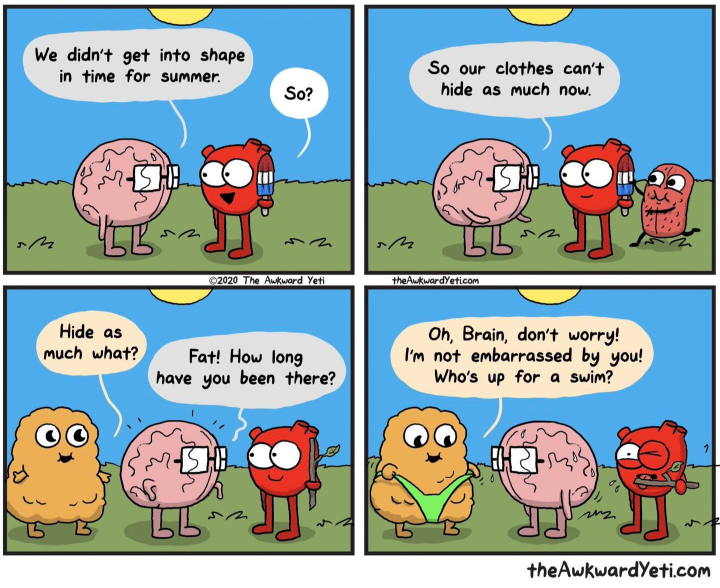 We didn't get into shape
in time for summer.
So?
So our clothes can't
hide as much now.
©2020 The Awkward Yeti
theAwkwardYeti.com
Hide as
much what?
Fat! How long
have you been there?
Oh, Brain, don't worry!
I'm not embarrassed by you!
Who's up for a swim?
theAwkwardYeti.com